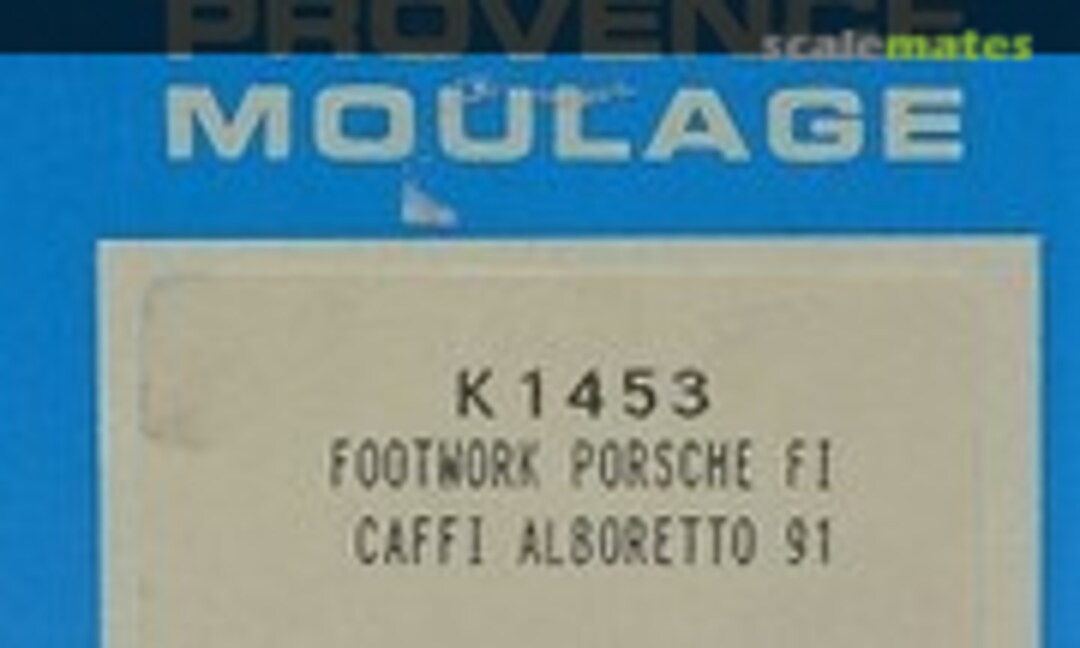 PROVENCE
scalemates
MOULAGE
K1453
FOOTWORK PORSCHE FI
CAFFI ALBORETTO 91